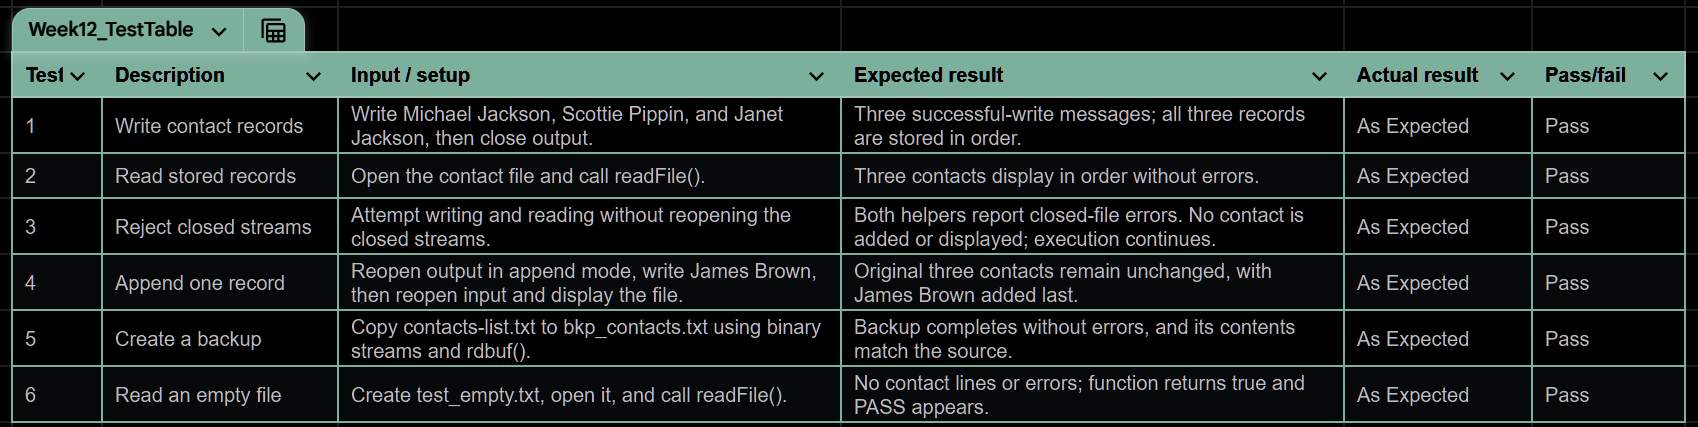 Week12_TestTable
Test Description Input / setup Expected result Actual result Pass/fail
1 Write contact records Write Michael Jackson, Scottie Pippin, and Janet Jackson, then close output. Three successful-write messages; all three records are stored in order. As Expected Pass
2 Read stored records Open the contact file and call readFile(). Three contacts display in order without errors. As Expected Pass
3 Reject closed streams Attempt writing and reading without reopening the closed streams. Both helpers report closed-file errors. No contact is added or displayed; execution continues. As Expected Pass
4 Append one record Reopen output in append mode, write James Brown, then reopen input and display the file. Original three contacts remain unchanged, with James Brown added last. As Expected Pass
5 Create a backup Copy contacts-list.txt to bkp_contacts.txt using binary streams and rdbuf(). Backup completes without errors, and its contents match the source. As Expected Pass
6 Read an empty file Create test_empty.txt, open it, and call readFile(). No contact lines or errors; function returns true and PASS appears. As Expected Pass